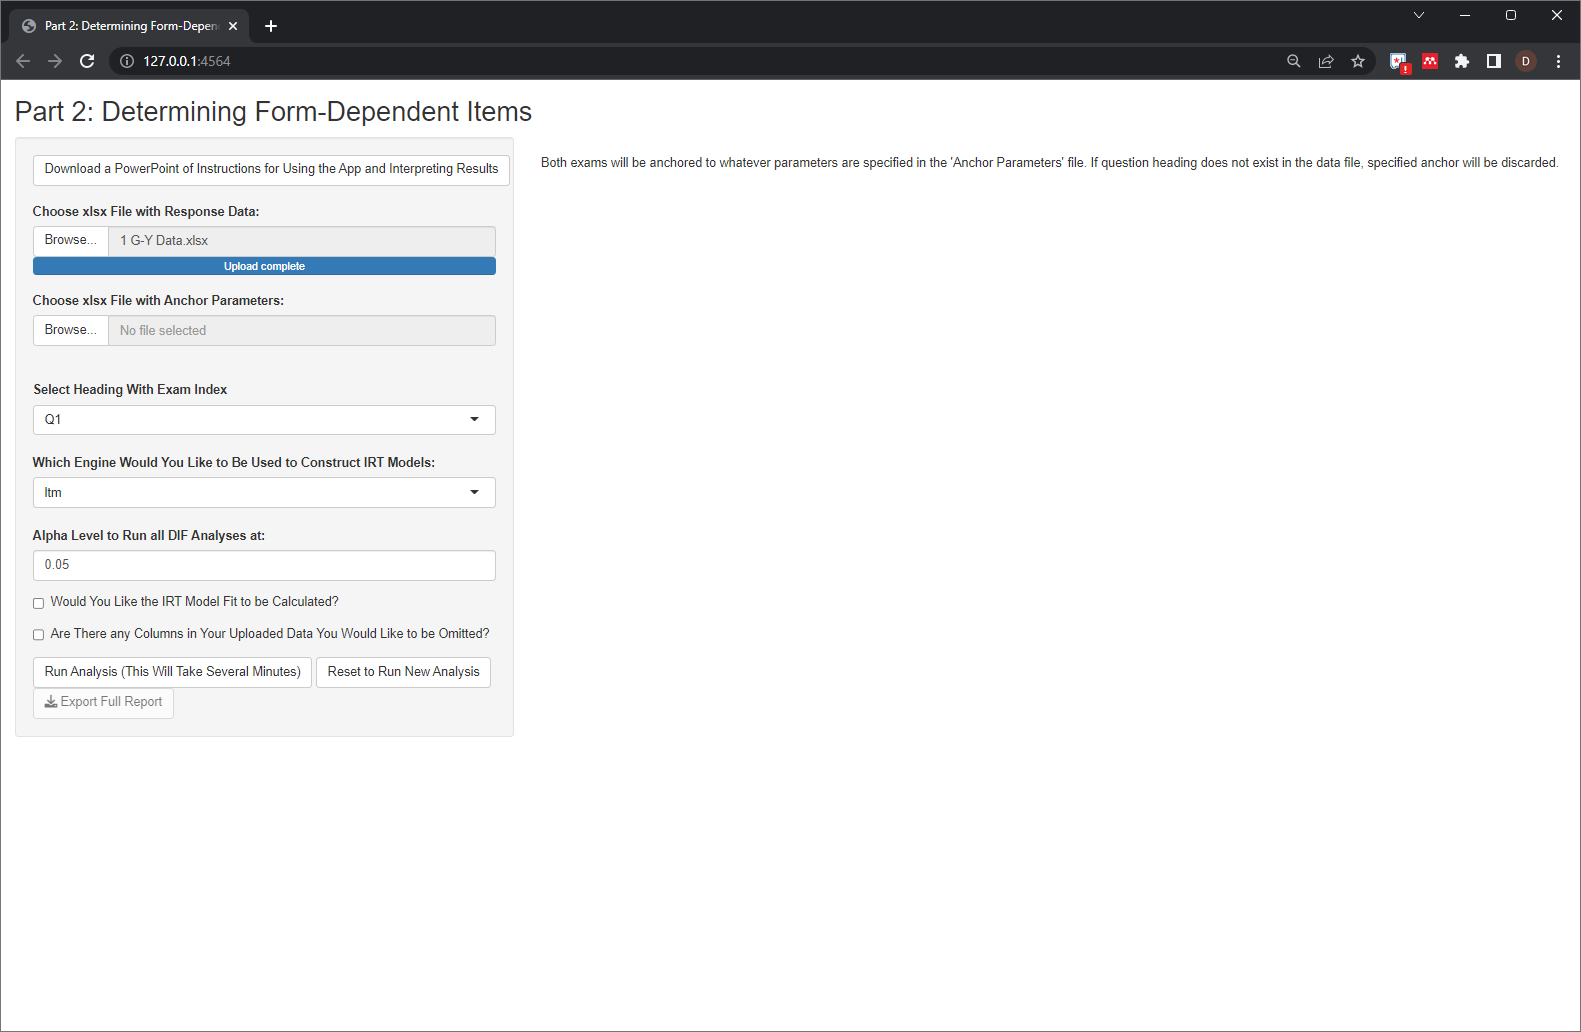 Part 2: Determining Form-Depen
127.0.0.1:4564
D
Part 2: Determining Form-Dependent Items
Download a PowerPoint of Instructions for Using the App and Interpreting Results
Both exams will be anchored to whatever parameters are specified in the 'Anchor Parameters' file. If question heading does not exist in the data file, specified anchor will be discarded.
Choose xlsx File with Response Data:
Browse... 1 G-Y Data.xlsx
Upload complete
Choose xlsx File with Anchor Parameters:
Browse... No file selected
Select Heading With Exam Index
Q1
Which Engine Would You Like to Be Used to Construct IRT Models:
ltm
Alpha Level to Run all DIF Analyses at:
0.05
Would You Like the IRT Model Fit to be Calculated?
Are There any Columns in Your Uploaded Data You Would Like to be Omitted?
Run Analysis (This Will Take Several Minutes) Reset to Run New Analysis
Export Full Report